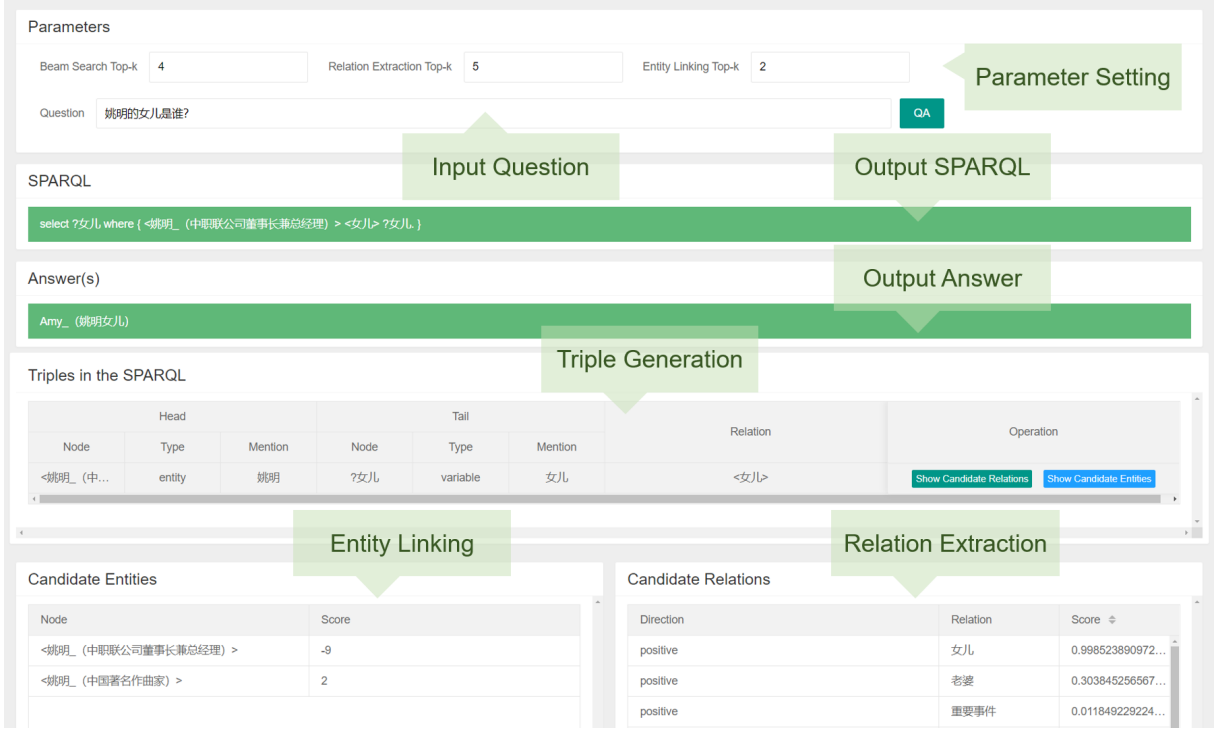 Parameters
Beam Search Top-k 4 Relation Extraction Top-k 5 Entity Linking Top-k 2
Parameter Setting
Question 姚明的女儿是谁? QA
Input Question
Output SPARQL
SPARQL
select ?女儿 where { <姚明_（中职联公司董事长兼总经理）> <女儿> ?女儿. }
Output Answer
Answer(s)
Amy_（姚明女儿）
Triple Generation
Triples in the SPARQL
Head Tail Relation Operation
Node Type Mention Node Type Mention
<姚明_（中... entity 姚明 ?女儿 variable 女儿 <女儿> Show Candidate Relations Show Candidate Entities
Entity Linking Relation Extraction
Candidate Entities
Node Score
<姚明_（中职联公司董事长兼总经理）> -9
<姚明_（中国著名作曲家）> 2
Candidate Relations
Direction Relation Score
positive 女儿 0.998523890972...
positive 老婆 0.303845256567...
positive 重要事件 0.011849229224...